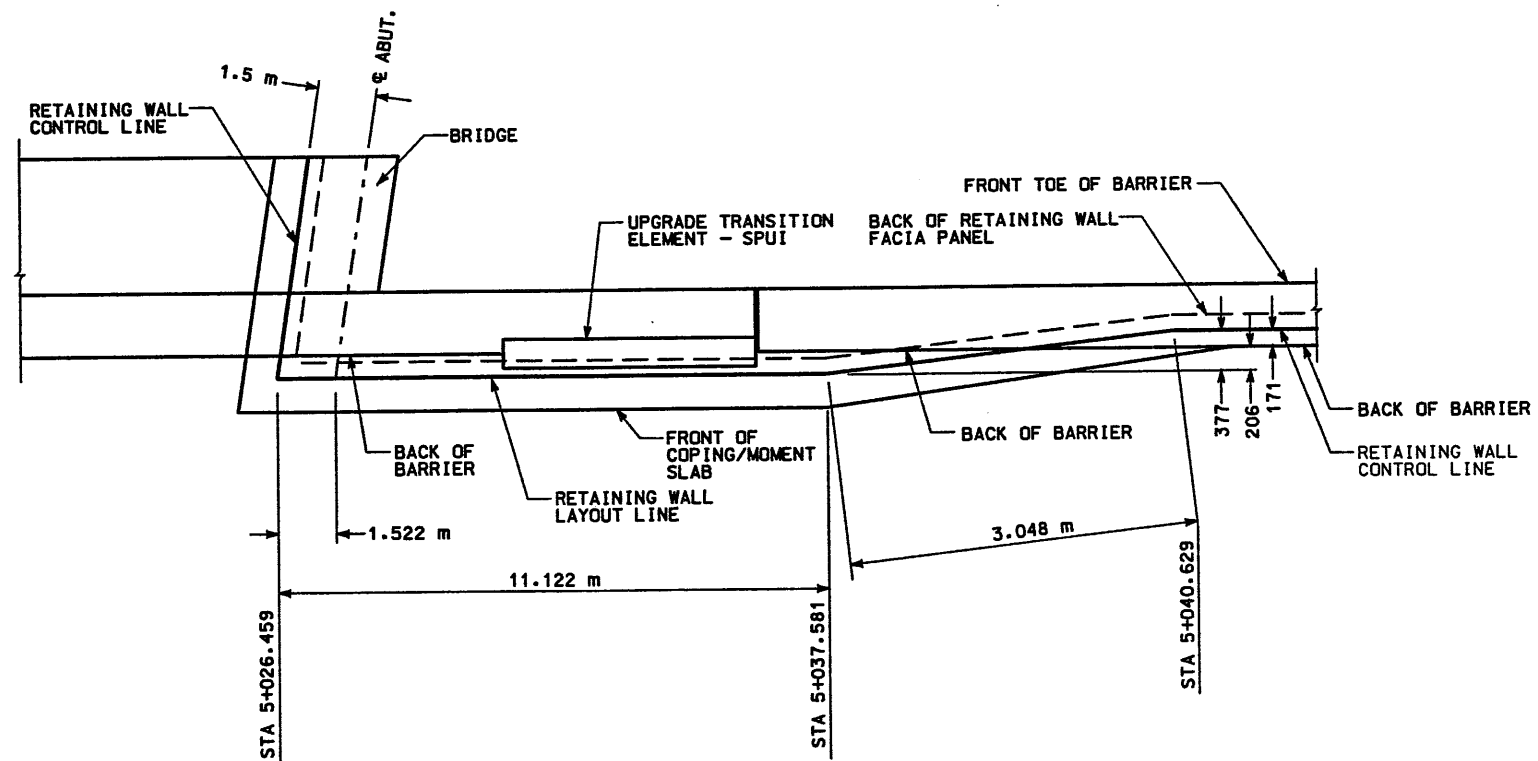 1.5 m
℄ ABUT.
RETAINING WALL
CONTROL LINE
BRIDGE
FRONT TOE OF BARRIER
UPGRADE TRANSITION
ELEMENT - SPUI
BACK OF RETAINING WALL
FACIA PANEL
377
206
171
BACK OF BARRIER
RETAINING WALL
CONTROL LINE
BACK OF BARRIER
BACK OF
BARRIER
FRONT OF
COPING/MOMENT
SLAB
RETAINING WALL
LAYOUT LINE
1.522 m
3.048 m
11.122 m
STA 5+026.459
STA 5+037.581
STA 5+040.629